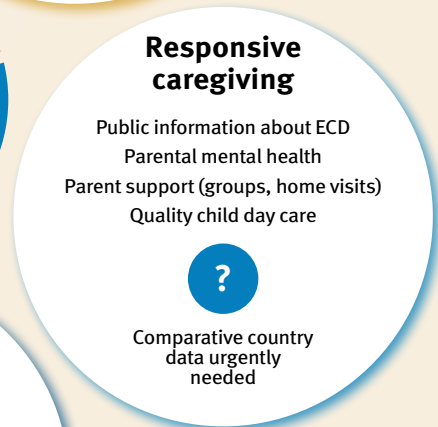 Responsive
caregiving
Public information about ECD
Parental mental health
Parent support (groups, home visits)
Quality child day care
?
Comparative country
data urgently
needed